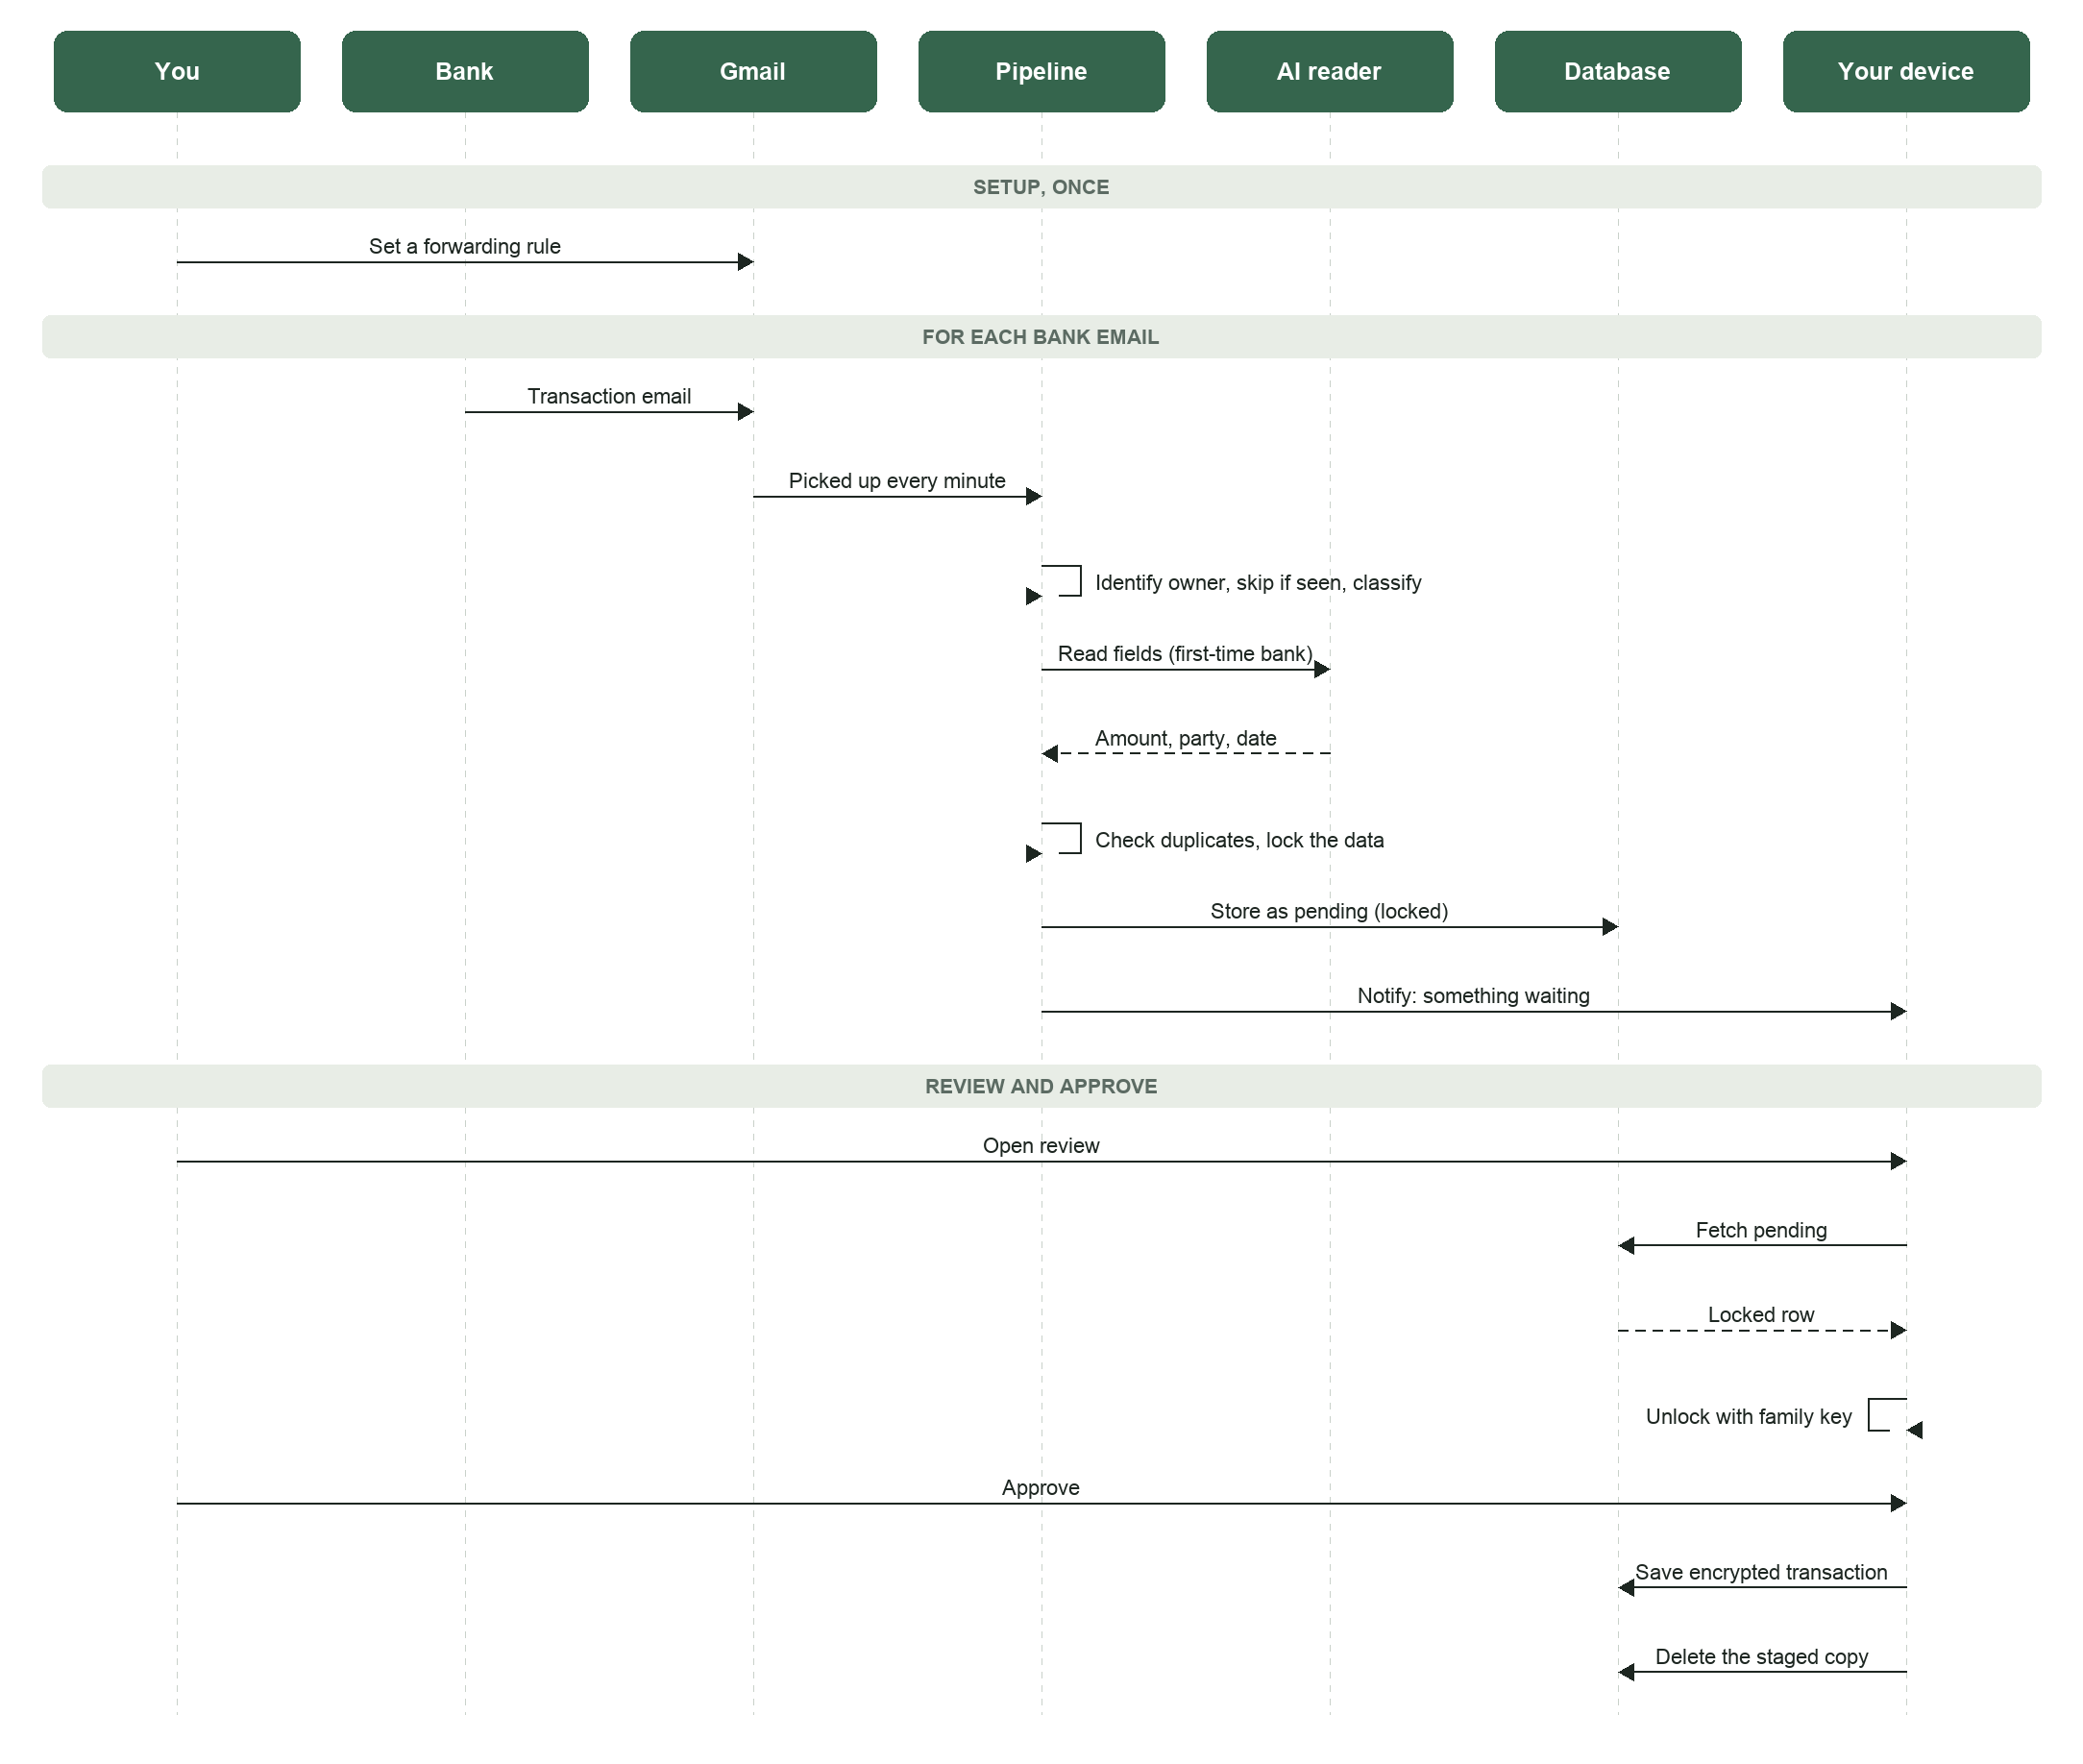 You
Bank
Gmail
Pipeline
AI reader
Database
Your device
SETUP, ONCE
Set a forwarding rule
FOR EACH BANK EMAIL
Transaction email
Picked up every minute
Identify owner, skip if seen, classify
Read fields (first-time bank)
Amount, party, date
Check duplicates, lock the data
Store as pending (locked)
Notify: something waiting
REVIEW AND APPROVE
Open review
Fetch pending
Locked row
Unlock with family key
Approve
Save encrypted transaction
Delete the staged copy